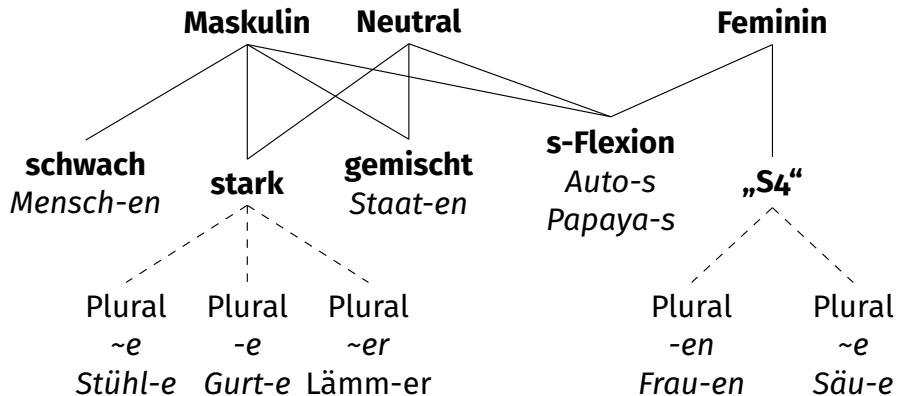 Maskulin Neutral Feminin
schwach
Mensch-en
stark
gemischt
Staat-en
s-Flexion
Auto-s
Papaya-s
„S4“
Plural
~e
Stühl-e
Plural
-e
Gurt-e
Plural
~er
Lämm-er
Plural
-en
Frau-en
Plural
~e
Säu-e